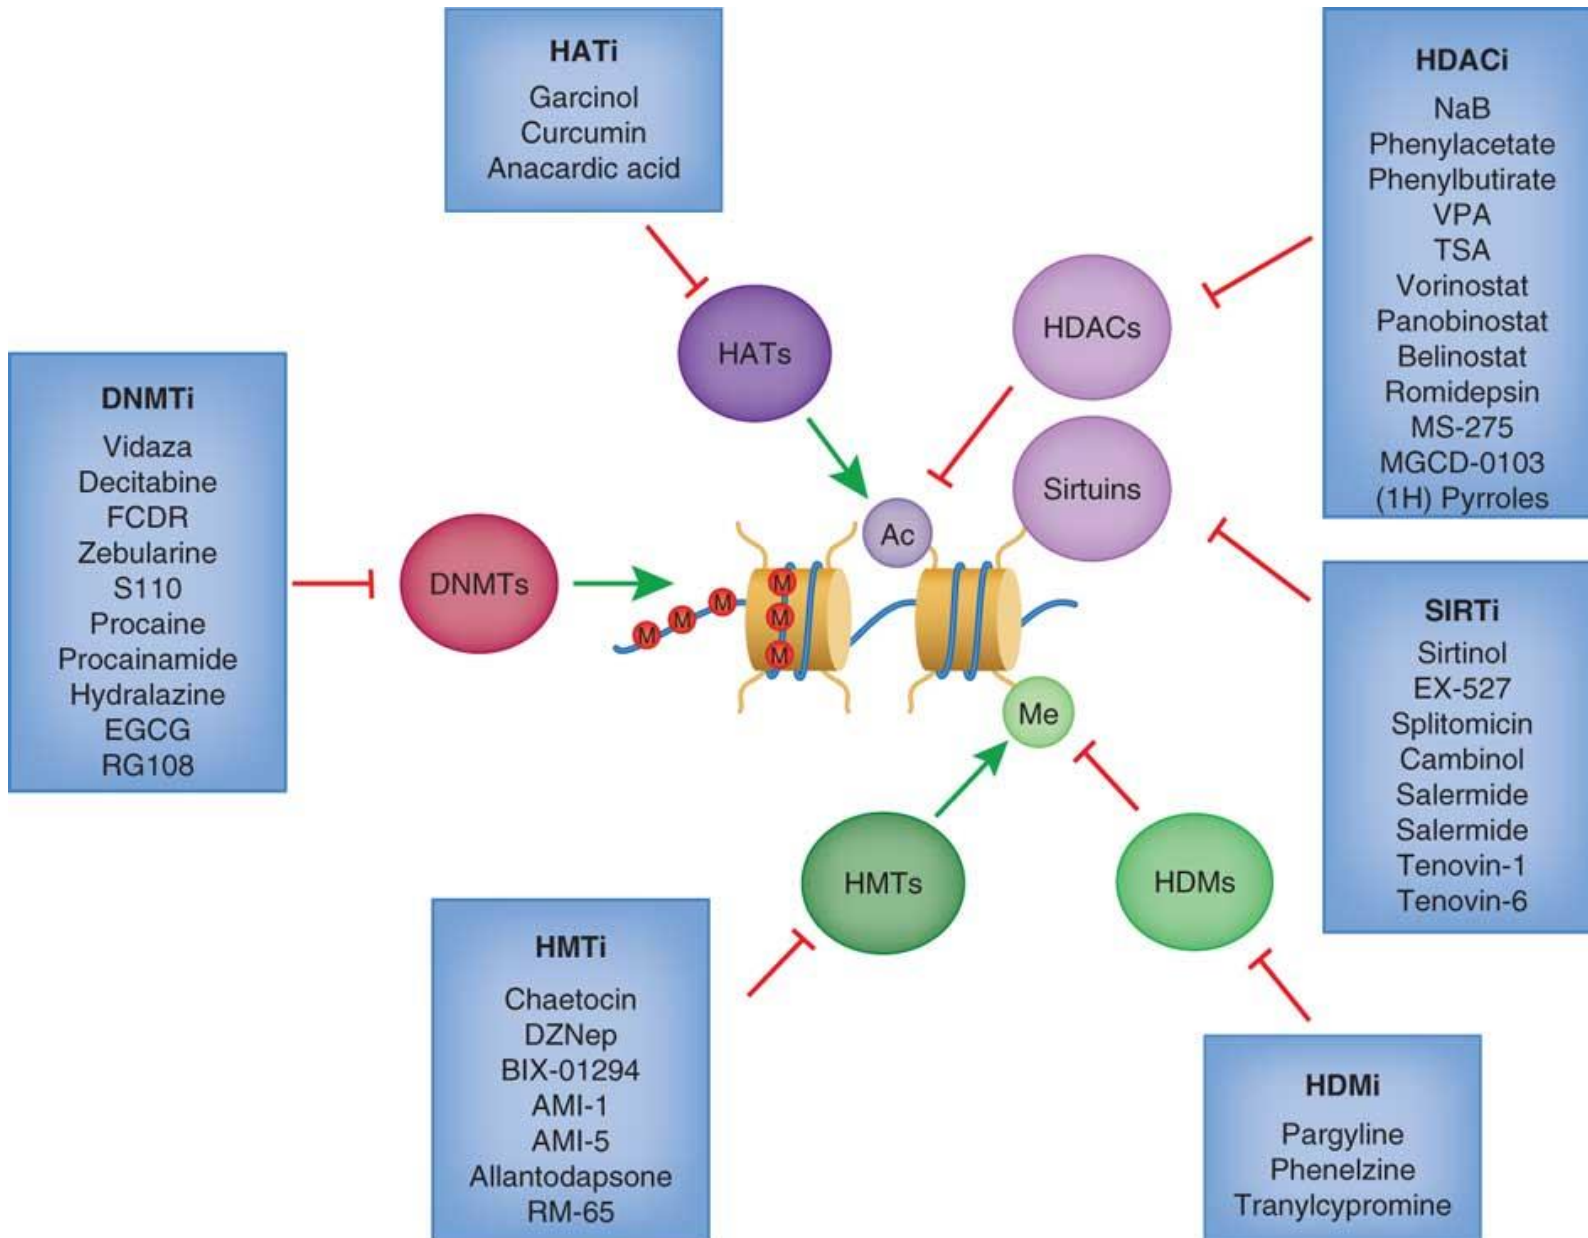 HATi
Garcinol
Curcumin
Anacardic acid
HDACi
NaB
Phenylacetate
Phenylbutirate
VPA
TSA
Vorinostat
Panobinostat
Belinostat
Romidepsin
MS-275
MGCD-0103
(1H) Pyrroles
HATs
HDACs
Sirtuins
Ac
DNMTi
Vidaza
Decitabine
FCDR
Zebularine
S110
Procaine
Procainamide
Hydralazine
EGCG
RG108
DNMTs
M
M
M
M
M
M
Me
SIRTi
Sirtinol
EX-527
Splitomicin
Cambinol
Salermide
Salermide
Tenovin-1
Tenovin-6
HMTs
HDMs
HMTi
Chaetocin
DZNep
BIX-01294
AMI-1
AMI-5
Allantodapsone
RM-65
HDMi
Pargyline
Phenelzine
Tranylcypromine